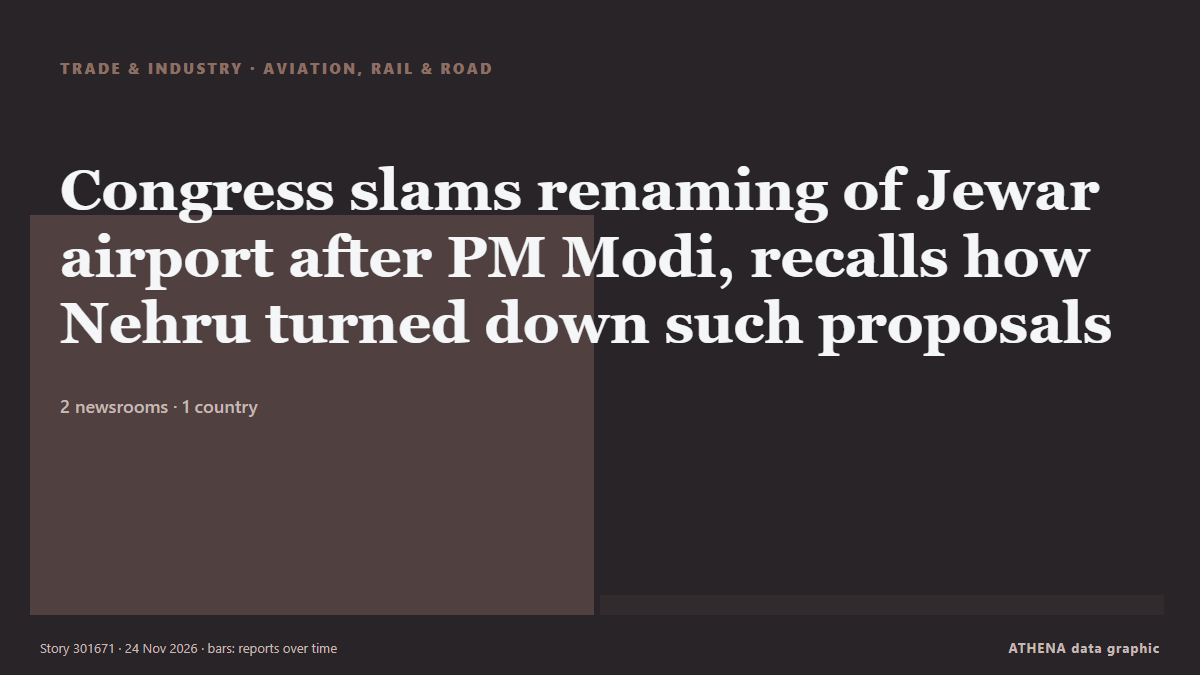 TRADE & INDUSTRY · AVIATION, RAIL & ROAD
Congress slams renaming of Jewar
airport after PM Modi, recalls how
Nehru turned down such proposals
2 newsrooms · 1 country
Story 301671 · 24 Nov 2026 · bars: reports over time
ATHENA data graphic